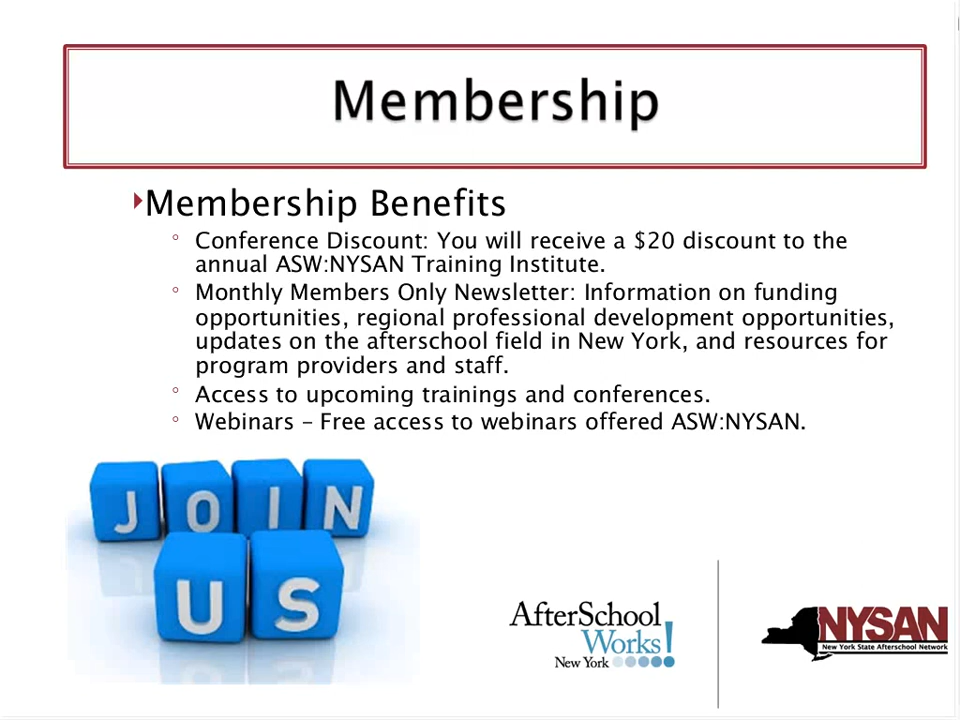 Membership
Membership Benefits
Conference Discount: You will receive a $20 discount to the
annual ASW:NYSAN Training Institute.
Monthly Members Only Newsletter: Information on funding
opportunities, regional professional development opportunities,
updates on the afterschool field in New York, and resources for
program providers and staff.
Access to upcoming trainings and conferences.
Webinars – Free access to webinars offered ASW:NYSAN.
JOIN
US
AfterSchool
Works!
New York
NYSAN
New York State Afterschool Network